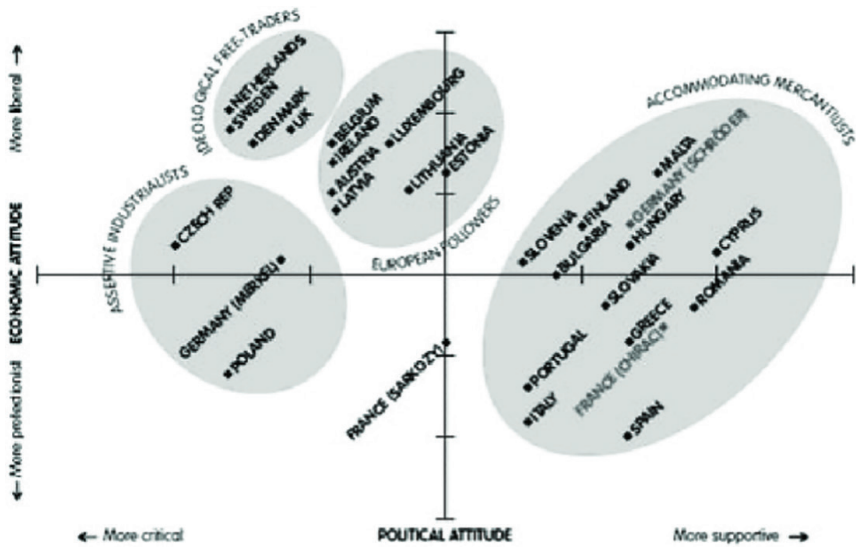 IDEOLOGICAL FREE-TRADERS
NETHERLANDS
SWEDEN
DENMARK
UK
BELGIUM
IRELAND
AUSTRIA
LATVIA
LUXEMBOURG
LITHUANIA
ESTONIA
EUROPEAN FOLLOWERS
ACCOMMODATING MERCANTILISTS
MALTA
GERMANY (SCHRÖDER)
FINLAND
HUNGARY
SLOVENIA
BULGARIA
CYPRUS
SLOVAKIA
ROMANIA
GREECE
FRANCE (CHIRAC)
PORTUGAL
ITALY
SPAIN
ASSERTIVE INDUSTRIALISTS
CZECH REP
GERMANY (MERKEL)
POLAND
FRANCE (SARKOZY)
More liberal →
ECONOMIC ATTITUDE
← More protectionist
← More critical
POLITICAL ATTITUDE
More supportive →